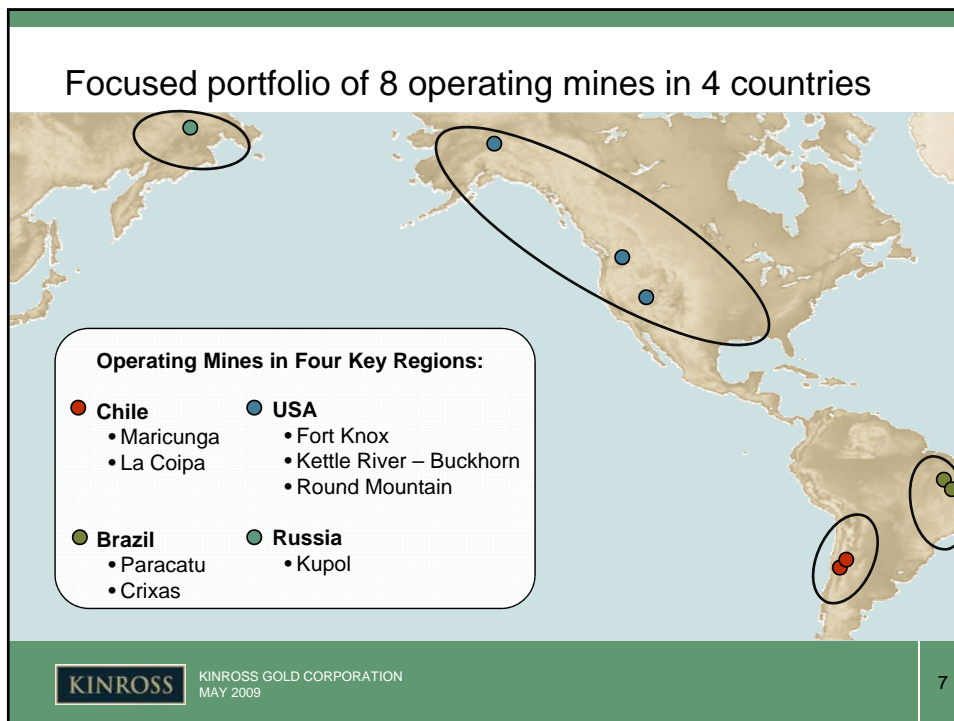 Focused portfolio of 8 operating mines in 4 countries
Operating Mines in Four Key Regions:
Chile
• Maricunga
• La Coipa
USA
• Fort Knox
• Kettle River – Buckhorn
• Round Mountain
Brazil
• Paracatu
• Crixas
Russia
• Kupol
KINROSS
KINROSS GOLD CORPORATION
MAY 2009
7